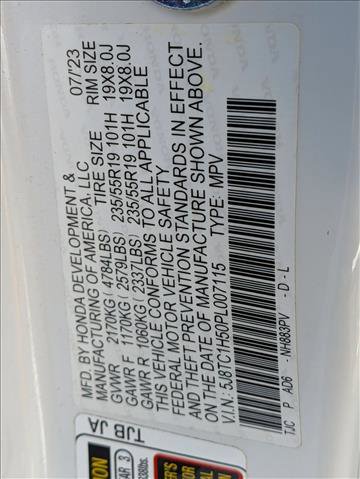 MFD. BY HONDA DEVELOPMENT & 07/'23
MANUFACTURING OF AMERICA, LLC
TIRE SIZE RIM SIZE
GVWR 2170KG ( 4784LBS) 235/55R19 101H 19X8.0J
GAWR F 1170KG ( 2579LBS) 235/55R19 101H 19X8.0J
GAWR R 1060KG ( 2337LBS)
THIS VEHICLE CONFORMS TO ALL APPLICABLE
FEDERAL MOTOR VEHICLE SAFETY
AND THEFT PREVENTION STANDARDS IN EFFECT
ON THE DATE OF MANUFACTURE SHOWN ABOVE.
V.I.N.: 5J8TC1H50PL007115 TYPE: MPV
TJC P AD6 -NH883PV - D - L
TJB JA